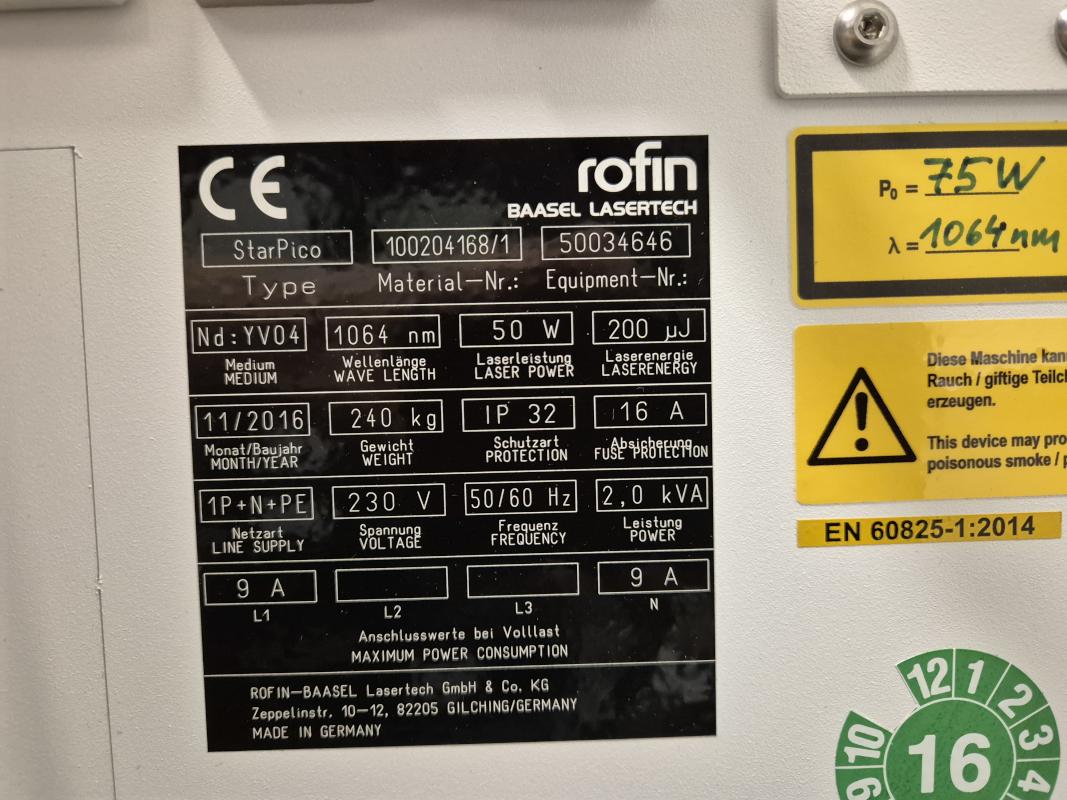 CE
rofin
BAASEL LASERTECH
StarPico 100204168/1 50034646
Type Material-Nr.: Equipment-Nr.:
Nd:YVO4 1064 nm 50 W 200 µJ
Medium Wellenlänge Laserleistung Laserenergie
MEDIUM WAVE LENGTH LASER POWER LASERENERGY
11/2016 240 kg IP 32 16 A
Monat/Baujahr Gewicht Schutzart Absicherung
MONTH/YEAR WEIGHT PROTECTION FUSE PROTECTION
1P+N+PE 230 V 50/60 Hz 2,0 kVA
Netzart Spannung Frequenz Leistung
LINE SUPPLY VOLTAGE FREQUENCY POWER
9 A 9 A
L1 L2 L3 N
Anschlusswerte bei Volllast
MAXIMUM POWER CONSUMPTION
ROFIN-BAASEL Lasertech GmbH & Co. KG
Zeppelinstr. 10-12, 82205 GILCHING/GERMANY
MADE IN GERMANY
P0 = 75 W
λ = 1064 nm
Diese Maschine
Rauch / giftige
erzeugen.
This device may
poisonous smoke /
EN 60825-1:2014
12 1 2 3 4
10 9
16